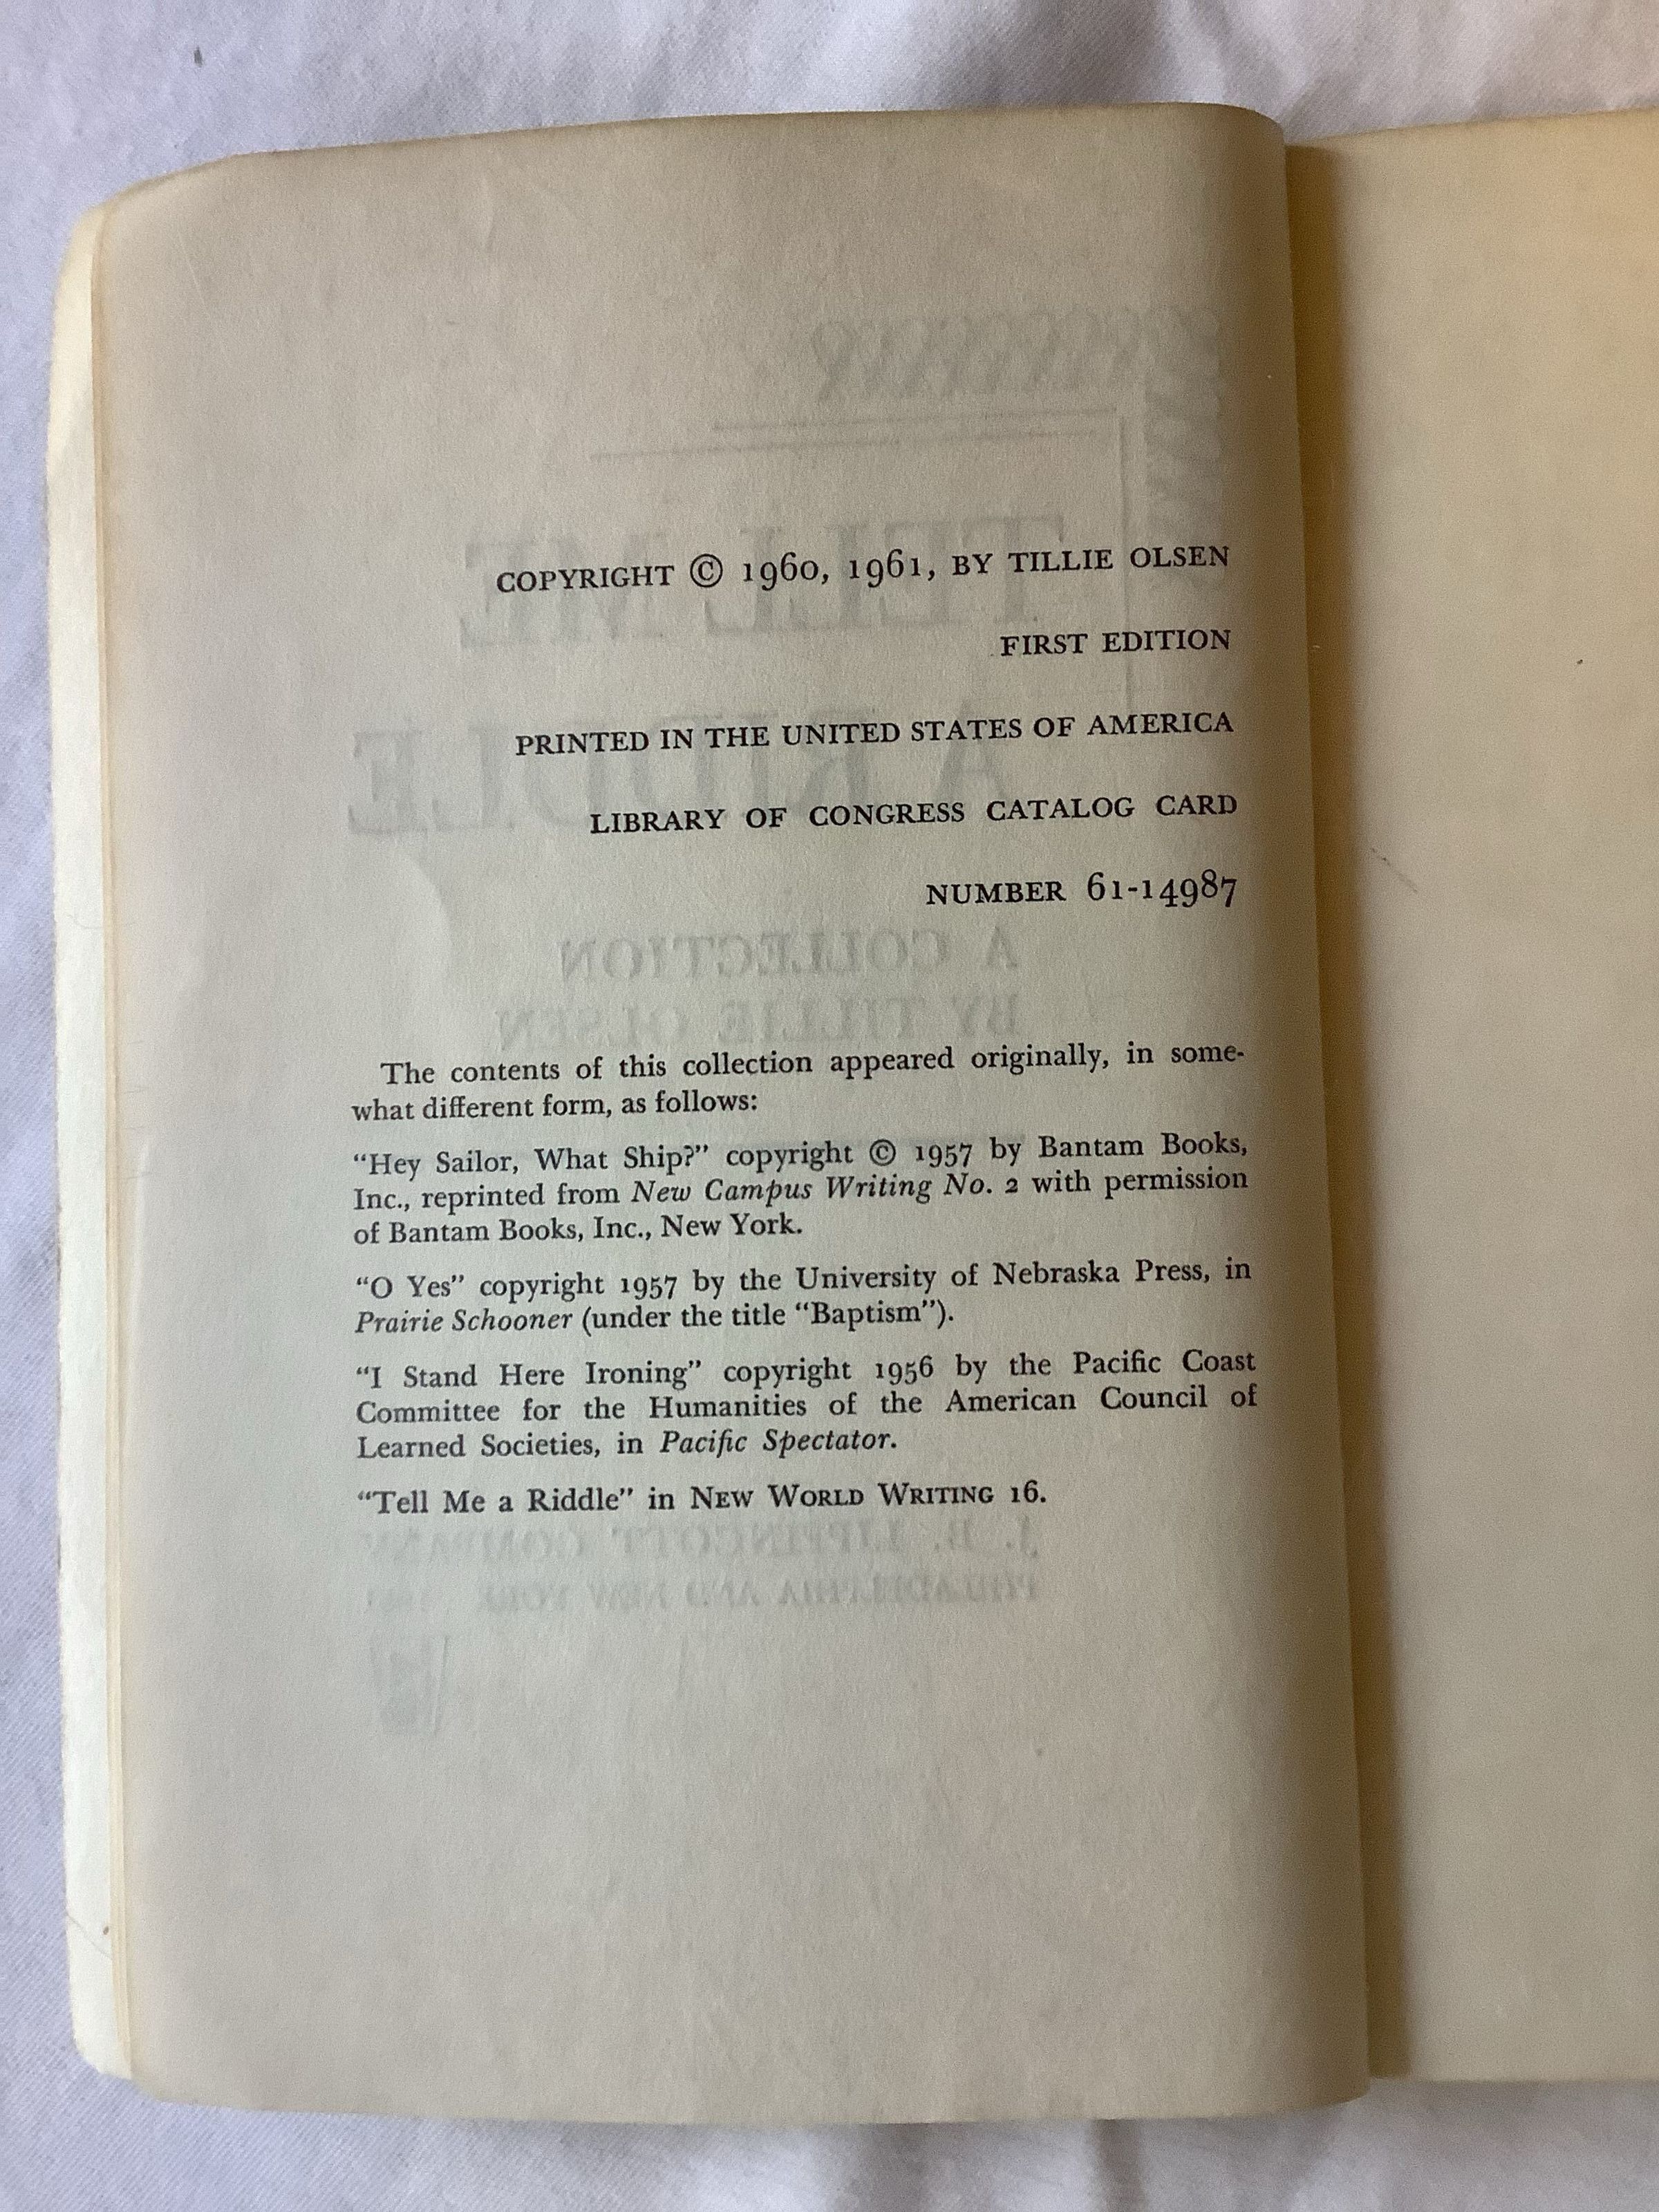 COPYRIGHT © 1960, 1961, BY TILLIE OLSEN
FIRST EDITION
PRINTED IN THE UNITED STATES OF AMERICA
LIBRARY OF CONGRESS CATALOG CARD
NUMBER 61-14987
The contents of this collection appeared originally, in some-
what different form, as follows:
“Hey Sailor, What Ship?” copyright © 1957 by Bantam Books,
Inc., reprinted from New Campus Writing No. 2 with permission
of Bantam Books, Inc., New York.
“O Yes” copyright 1957 by the University of Nebraska Press, in
Prairie Schooner (under the title “Baptism”).
“I Stand Here Ironing” copyright 1956 by the Pacific Coast
Committee for the Humanities of the American Council of
Learned Societies, in Pacific Spectator.
“Tell Me a Riddle” in NEW WORLD WRITING 16.